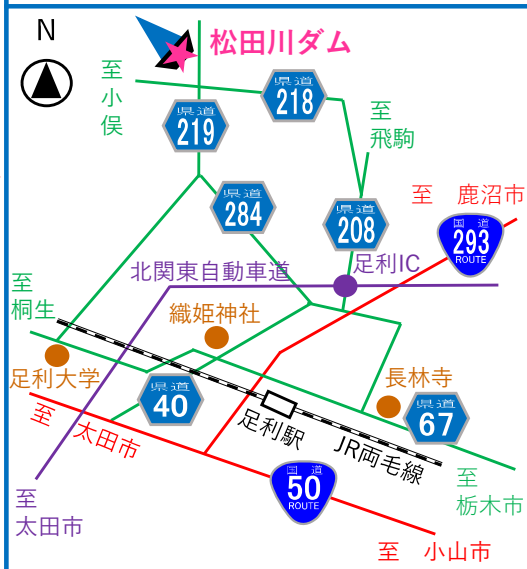 N
松田川ダム
至
小
俣
県道
218
県道
219
至
飛駒
至 鹿沼市
県道
284
県道
208
国道
293
ROUTE
足利IC
北関東自動車道
至
桐生
織姫神社
足利大学
県道
40
長林寺
県道
67
至 太田市
足利駅
JR両毛線
国道
50
ROUTE
至
栃木市
至
太田市
至 小山市